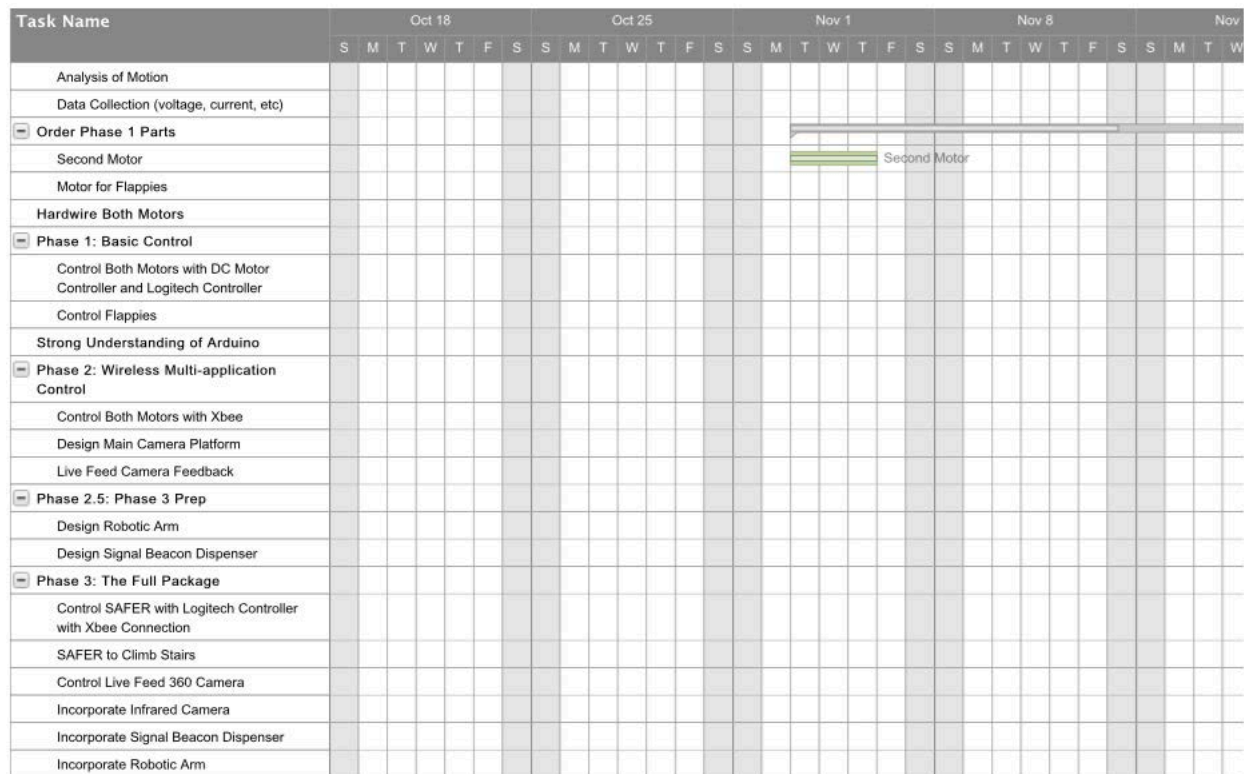 Task Name
Oct 18 Oct 25 Nov 1 Nov 8 Nov
S M T W T F S S M T W T F S S M T W T F S S M T W T F S S M T W
Analysis of Motion
Data Collection (voltage, current, etc)
Order Phase 1 Parts
Second Motor Second Motor
Motor for Flappies
Hardwire Both Motors
Phase 1: Basic Control
Control Both Motors with DC Motor
Controller and Logitech Controller
Control Flappies
Strong Understanding of Arduino
Phase 2: Wireless Multi-application
Control
Control Both Motors with Xbee
Design Main Camera Platform
Live Feed Camera Feedback
Phase 2.5: Phase 3 Prep
Design Robotic Arm
Design Signal Beacon Dispenser
Phase 3: The Full Package
Control SAFER with Logitech Controller
with Xbee Connection
SAFER to Climb Stairs
Control Live Feed 360 Camera
Incorporate Infrared Camera
Incorporate Signal Beacon Dispenser
Incorporate Robotic Arm